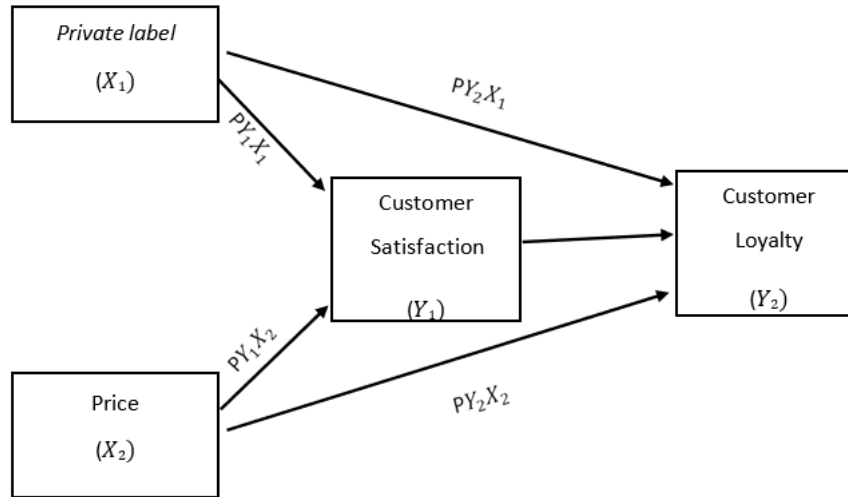 Private label
(X₁)
PY₂X₁
PY₁X₁
Customer
Satisfaction
(Y₁)
Customer
Loyalty
(Y₂)
PY₁X₂
PY₂X₂
Price
(X₂)